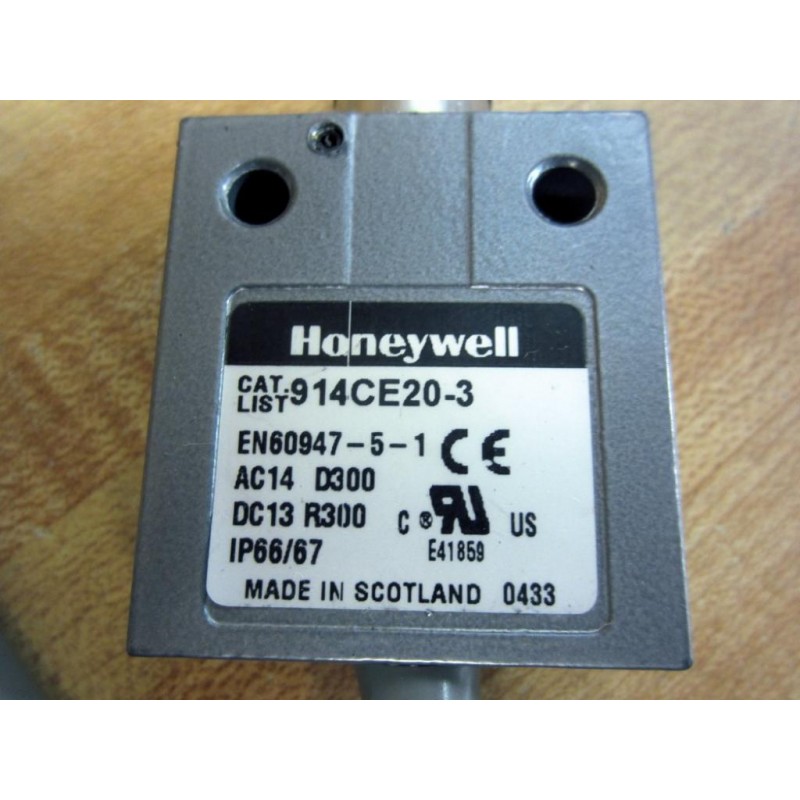 Honeywell
CAT. LIST 914CE20-3
EN60947-5-1 CE
AC14 D300
DC13 R300
C RU® US
IP66/67 E41859
MADE IN SCOTLAND 0433